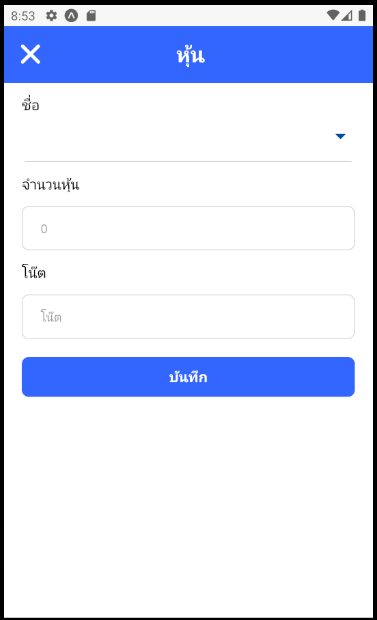 8:53
หุ้น
ชื่อ
จำนวนหุ้น
0
โน๊ต
โน๊ต
บันทึก